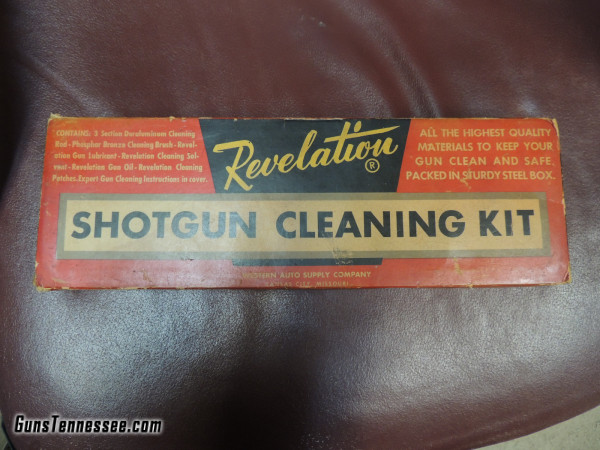 CONTAINS: 3 Section Duraluminum Cleaning
Rod - Phosphor Bronze Cleaning Brush - Revel-
ation Gun Lubricant - Revelation Cleaning Sol-
vent - Revelation Gun Oil - Revelation Cleaning
Patches. Expert Gun Cleaning Instructions in cover.
Revelation ®
ALL THE HIGHEST QUALITY
MATERIALS TO KEEP YOUR
GUN CLEAN AND SAFE.
PACKED IN STURDY STEEL BOX.
SHOTGUN CLEANING KIT
AUTO SUPPLY COMPANY
CITY, MISSOURI
GunsTennessee.com